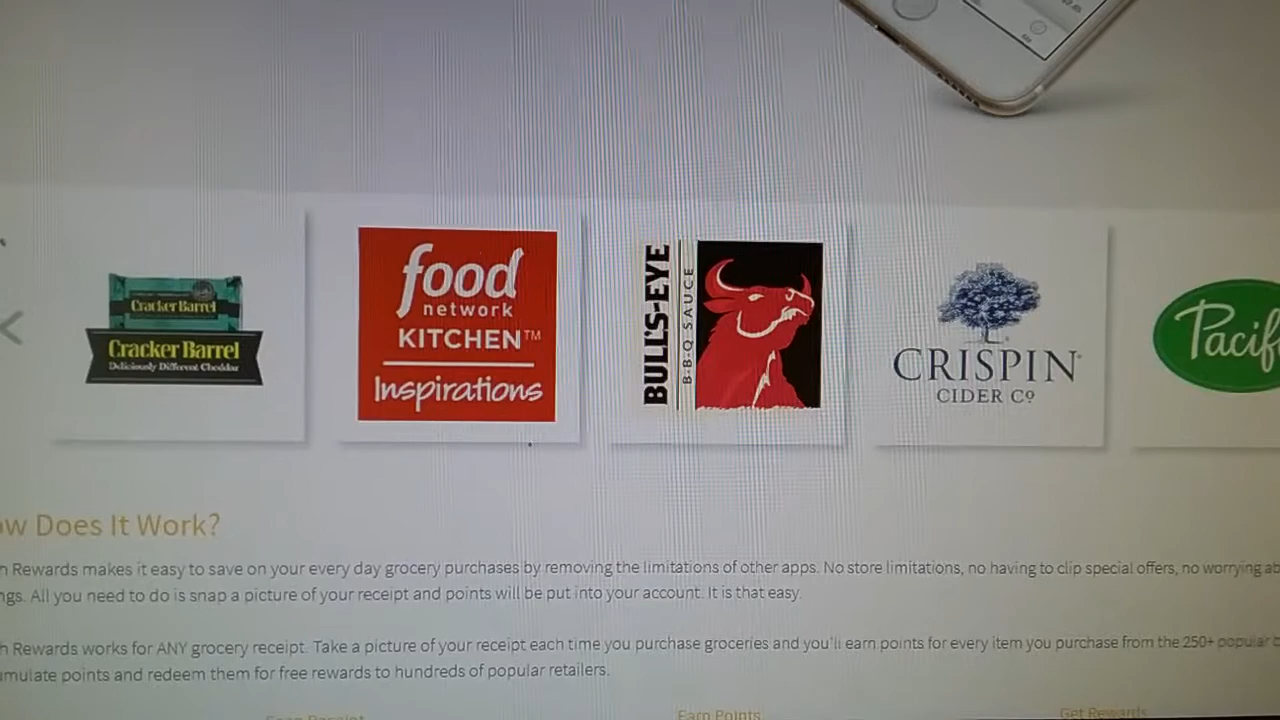 Cracker Barrel
Cracker Barrel
Deliciously Different Cheddar
food
network
KITCHEN™
Inspirations
BULL'S-EYE
B·B·Q·SAUCE
CRISPIN
CIDER Cº
Does It Work?
Rewards makes it easy to save on your every day grocery purchases by removing the limitations of other apps. No store limitations, no having to clip special offers, no worrying
All you need to do is snap a picture of your receipt and points will be put into your account. It is that easy.
Rewards works for ANY grocery receipt. Take a picture of your receipt each time you purchase groceries and you'll earn points for every item you purchase from the 250+ popular
points and redeem them for free rewards to hundreds of popular retailers.
Earn Points
Get Rewards